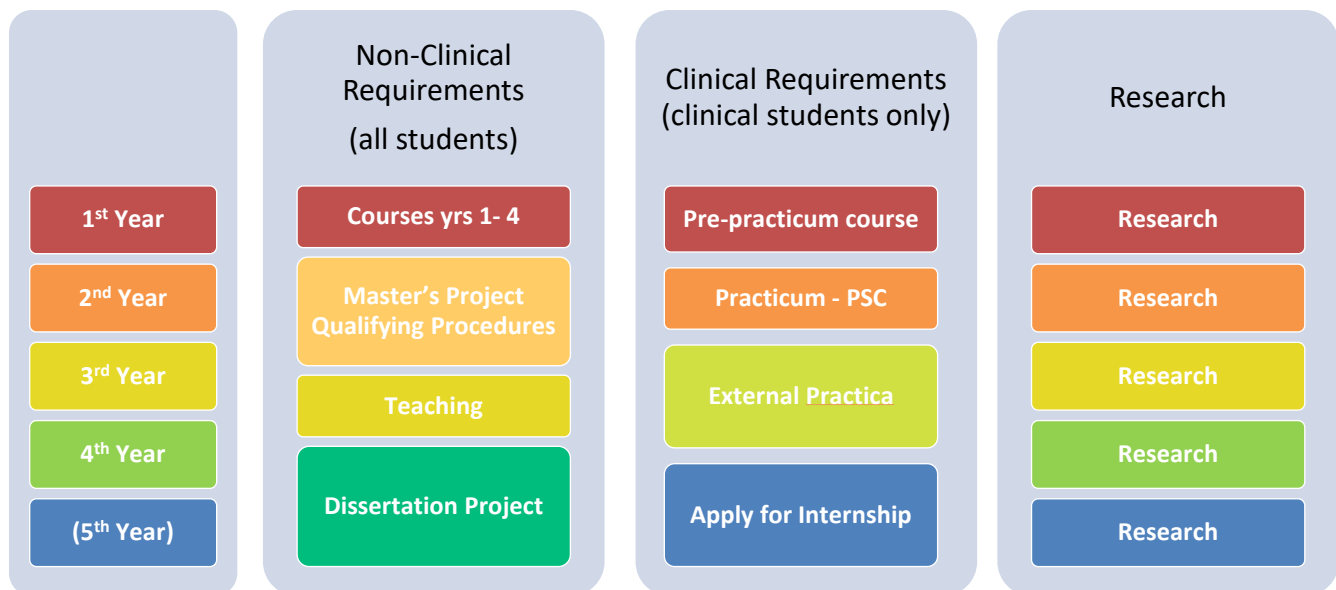 Non-Clinical
Requirements
(all students)
Clinical Requirements
(clinical students only)
Research
1st Year
2nd Year
3rd Year
4th Year
(5th Year)
Courses yrs 1- 4
Master's Project
Qualifying Procedures
Teaching
Dissertation Project
Pre-practicum course
Practicum - PSC
External Practica
Apply for Internship
Research
Research
Research
Research
Research